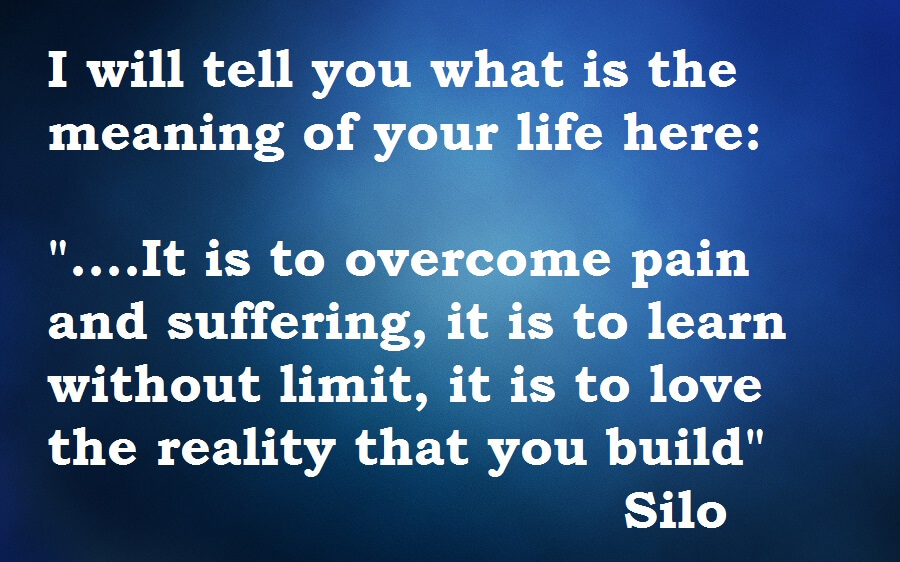 I will tell you what is the
meaning of your life here:
"....It is to overcome pain
and suffering, it is to learn
without limit, it is to love
the reality that you build"
Silo